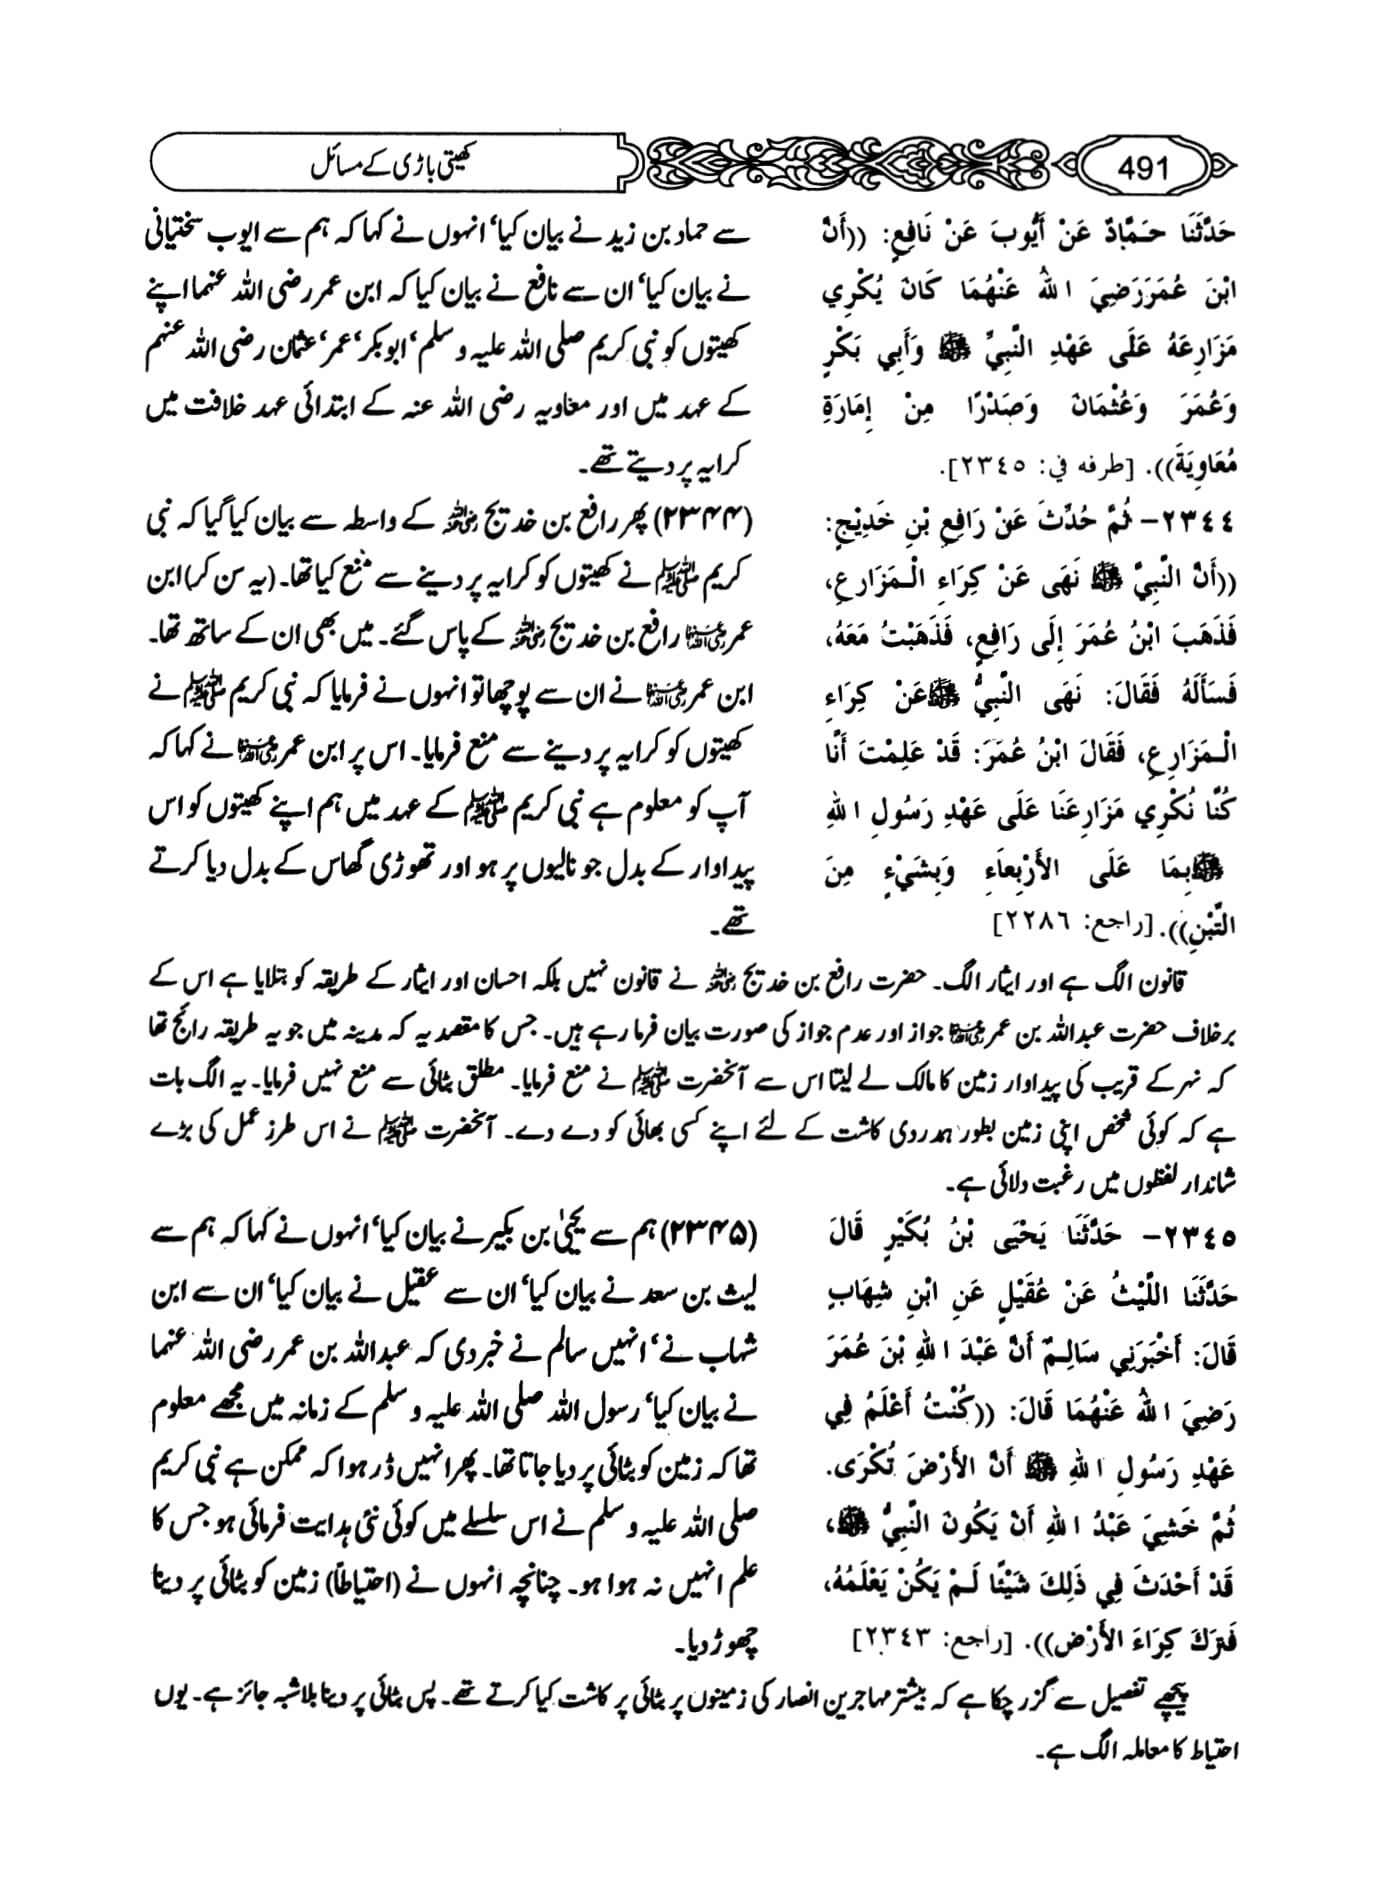 491
کھیتی باڑی کے مسائل
حَدَّثَنَا حَمَّادٌ عَنْ أَيُّوبَ عَنْ نَافِعٍ: ((أَنَّ
ابْنَ عُمَرَرَضِيَ اللهُ عَنْهُمَا كَانَ يُكْرِي
مَزَارِعَهُ عَلَى عَهْدِ النَّبِيِّ ﷺ وَأَبِي بَكْرٍ
وَعُمَرَ وَعُثْمَانَ وَصَدْرًا مِنْ إِمَارَةِ
مُعَاوِيَةَ)). [طرفه في: ٢٣٤٥].
سے حماد بن زید نے بیان کیا‘ انہوں نے کہا کہ ہم سے ایوب سختیانی
نے بیان کیا‘ ان سے نافع نے بیان کیا کہ ابن عمر رضی اللہ عنہما اپنے
کھیتوں کو نبی کریم صلی اللہ علیہ و سلم‘ ابو بکر‘ عمر‘ عثمان رضی اللہ عنہم
کے عہد میں اور معاویہ رضی اللہ عنہ کے ابتدائی عہد خلافت میں
کرایہ پر دیتے تھے۔
٢٣٤٤- ثُمَّ حُدِّثَ عَنْ رَافِعِ بْنِ خَدِيْجٍ:
((أَنَّ النَّبِيَّ ﷺ نَهَى عَنْ كِرَاءِ الْمَزَارِعِ،
فَذَهَبَ ابْنُ عُمَرَ إِلَى رَافِعٍ، فَذَهَبْتُ مَعَهُ،
فَسَأَلَهُ فَقَالَ: نَهَى النَّبِيُّ ﷺ عَنْ كِرَاءِ
الْمَزَارِعِ، فَقَالَ ابْنُ عُمَرَ: قَدْ عَلِمْتَ أَنَّا
كُنَّا نُكْرِي مَزَارِعَنَا عَلَى عَهْدِ رَسُولِ اللهِ
ﷺ بِمَا عَلَى الأَرْبِعَاءِ وَبِشَيْءٍ مِنَ
التِّبْنِ)). [راجع: ٢٢٨٦]
(۲۳۴۴) پھر رافع بن خدیج رضی اللہ عنہ کے واسطہ سے بیان کیا گیا کہ نبی
کریم ﷺ نے کھیتوں کو کرایہ پر دینے سے منع کیا تھا۔ (یہ سن کر) ابن
عمر رضی اللہ عنہما رافع بن خدیج رضی اللہ عنہ کے پاس گئے۔ میں بھی ان کے ساتھ تھا۔
ابن عمر رضی اللہ عنہما نے ان سے پوچھا تو انہوں نے فرمایا کہ نبی کریم ﷺ نے
کھیتوں کو کرایہ پر دینے سے منع فرمایا۔ اس پر ابن عمر رضی اللہ عنہما نے کہا کہ
آپ کو معلوم ہے نبی کریم ﷺ کے عہد میں ہم اپنے کھیتوں کو اس
پیداوار کے بدل جو نالیوں پر ہو اور تھوڑی گھاس کے بدل دیا کرتے
تھے۔
قانون الگ ہے اور ایثار الگ۔ حضرت رافع بن خدیج رضی اللہ عنہ نے قانون نہیں بلکہ احسان اور ایثار کے طریقہ کو بتلایا ہے اس کے
برخلاف حضرت عبداللہ بن عمر رضی اللہ عنہما جواز اور عدم جواز کی صورت بیان فرما رہے ہیں۔ جس کا مقصد یہ کہ مدینہ میں جو یہ طریقہ رائج تھا
کہ نہر کے قریب کی پیداوار زمین کا مالک لے لیتا اس سے آنحضرت ﷺ نے منع فرمایا۔ مطلق بٹائی سے منع نہیں فرمایا۔ یہ الگ بات
ہے کہ کوئی شخص اپنی زمین بطور ہمدردی کاشت کے لئے اپنے کسی بھائی کو دے دے۔ آنحضرت ﷺ نے اس طرز عمل کی بڑے
شاندار لفظوں میں رغبت دلائی ہے۔
٢٣٤٥- حَدَّثَنَا يَحْيَى بْنُ بُكَيْرٍ قَالَ
حَدَّثَنَا اللَّيْثُ عَنْ عُقَيْلٍ عَنِ ابْنِ شِهَابٍ
قَالَ: أَخْبَرَنِي سَالِمٌ أَنَّ عَبْدَ اللهِ بْنَ عُمَرَ
رَضِيَ اللهُ عَنْهُمَا قَالَ: ((كُنْتُ أَعْلَمُ فِي
عَهْدِ رَسُولِ اللهِ ﷺ أَنَّ الأَرْضَ تُكْرَى.
ثُمَّ خَشِيَ عَبْدُ اللهِ أَنْ يَكُونَ النَّبِيُّ ﷺ،
قَدْ أَحْدَثَ فِي ذَلِكَ شَيْئًا لَمْ يَكُنْ يَعْلَمُهُ،
فَتَرَكَ كِرَاءَ الأَرْضِ)). [راجع: ٢٣٤٣]
(۲۳۴۵) ہم سے یحییٰ بن بکیر نے بیان کیا‘ انہوں نے کہا کہ ہم سے
لیث بن سعد نے بیان کیا‘ ان سے عقیل نے بیان کیا‘ ان سے ابن
شہاب نے‘ انہیں سالم نے خبر دی کہ عبداللہ بن عمر رضی اللہ عنہما
نے بیان کیا‘ رسول اللہ صلی اللہ علیہ و سلم کے زمانہ میں مجھے معلوم
تھا کہ زمین کو بٹائی پر دیا جاتا تھا۔ پھر انہیں ڈر ہوا کہ ممکن ہے نبی کریم
صلی اللہ علیہ و سلم نے اس سلسلے میں کوئی نئی ہدایت فرمائی ہو جس کا
علم انہیں نہ ہوا ہو۔ چنانچہ انہوں نے (احتیاطاً) زمین کو بٹائی پر دینا
چھوڑ دیا۔
پیچھے تفصیل سے گزر چکا ہے کہ بیشتر مہاجرین انصار کی زمینوں پر بٹائی پر کاشت کیا کرتے تھے۔ پس بٹائی پر دینا بلاشبہ جائز ہے۔ یوں
احتیاط کا معاملہ الگ ہے۔